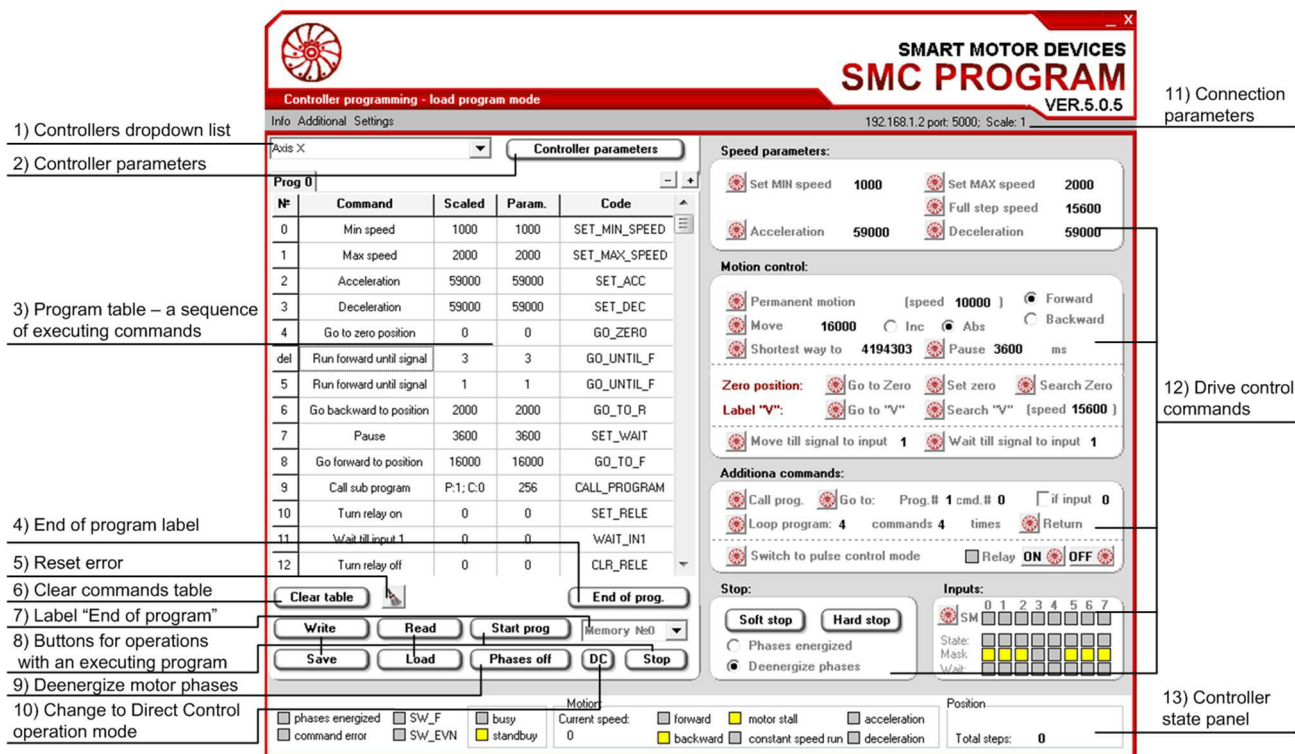 _ X
SMART MOTOR DEVICES
SMC PROGRAM
VER.5.0.5
Controller programming - load program mode
Info Additional Settings
192.168.1.2 port: 5000; Scale: 1
11) Connection
parameters
1) Controllers dropdown list
Axis X
Controller parameters
2) Controller parameters
Prog 0
- +
№ Command Scaled Param. Code
0 Min speed 1000 1000 SET_MIN_SPEED
1 Max speed 2000 2000 SET_MAX_SPEED
2 Acceleration 59000 59000 SET_ACC
3 Deceleration 59000 59000 SET_DEC
4 Go to zero position 0 0 GO_ZERO
del Run forward until signal 3 3 GO_UNTIL_F
5 Run forward until signal 1 1 GO_UNTIL_F
6 Go backward to position 2000 2000 GO_TO_R
7 Pause 3600 3600 SET_WAIT
8 Go forward to position 16000 16000 GO_TO_F
9 Call sub program P:1; C:0 256 CALL_PROGRAM
10 Turn relay on 0 0 SET_RELE
11 Wait till input 1 0 0 WAIT_IN1
12 Turn relay off 0 0 CLR_RELE
3) Program table – a sequence
of executing commands
4) End of program label
5) Reset error
6) Clear commands table
7) Label “End of program”
8) Buttons for operations
with an executing program
9) Deenergize motor phases
10) Change to Direct Control
operation mode
Clear table
End of prog.
Write Read Start prog Memory №0
Save Load Phases off DC Stop
Speed parameters:
Set MIN speed 1000 Set MAX speed 2000
Full step speed 15600
Acceleration 59000 Deceleration 59000
Motion control:
Permanent motion (speed 10000 ) Forward
Move 16000 Inc Abs Backward
Shortest way to 4194303 Pause 3600 ms
Zero position: Go to Zero Set zero Search Zero
Label "V": Go to "V" Search "V" (speed 15600 )
Move till signal to input 1 Wait till signal to input 1
12) Drive control
commands
Additiona commands:
Call prog. Go to: Prog.# 1 cmd.# 0 if input 0
Loop program: 4 commands 4 times Return
Switch to pulse control mode Relay ON OFF
Stop:
Soft stop Hard stop
Phases energized
Deenergize phases
Inputs:
0 1 2 3 4 5 6 7
SM
State:
Mask
Wait:
13) Controller
state panel
phases energized SW_F busy
command error SW_EVN standbuy
Motion:
Current speed: forward motor stall acceleration
0 backward constant speed run deceleration
Position
Total steps: 0